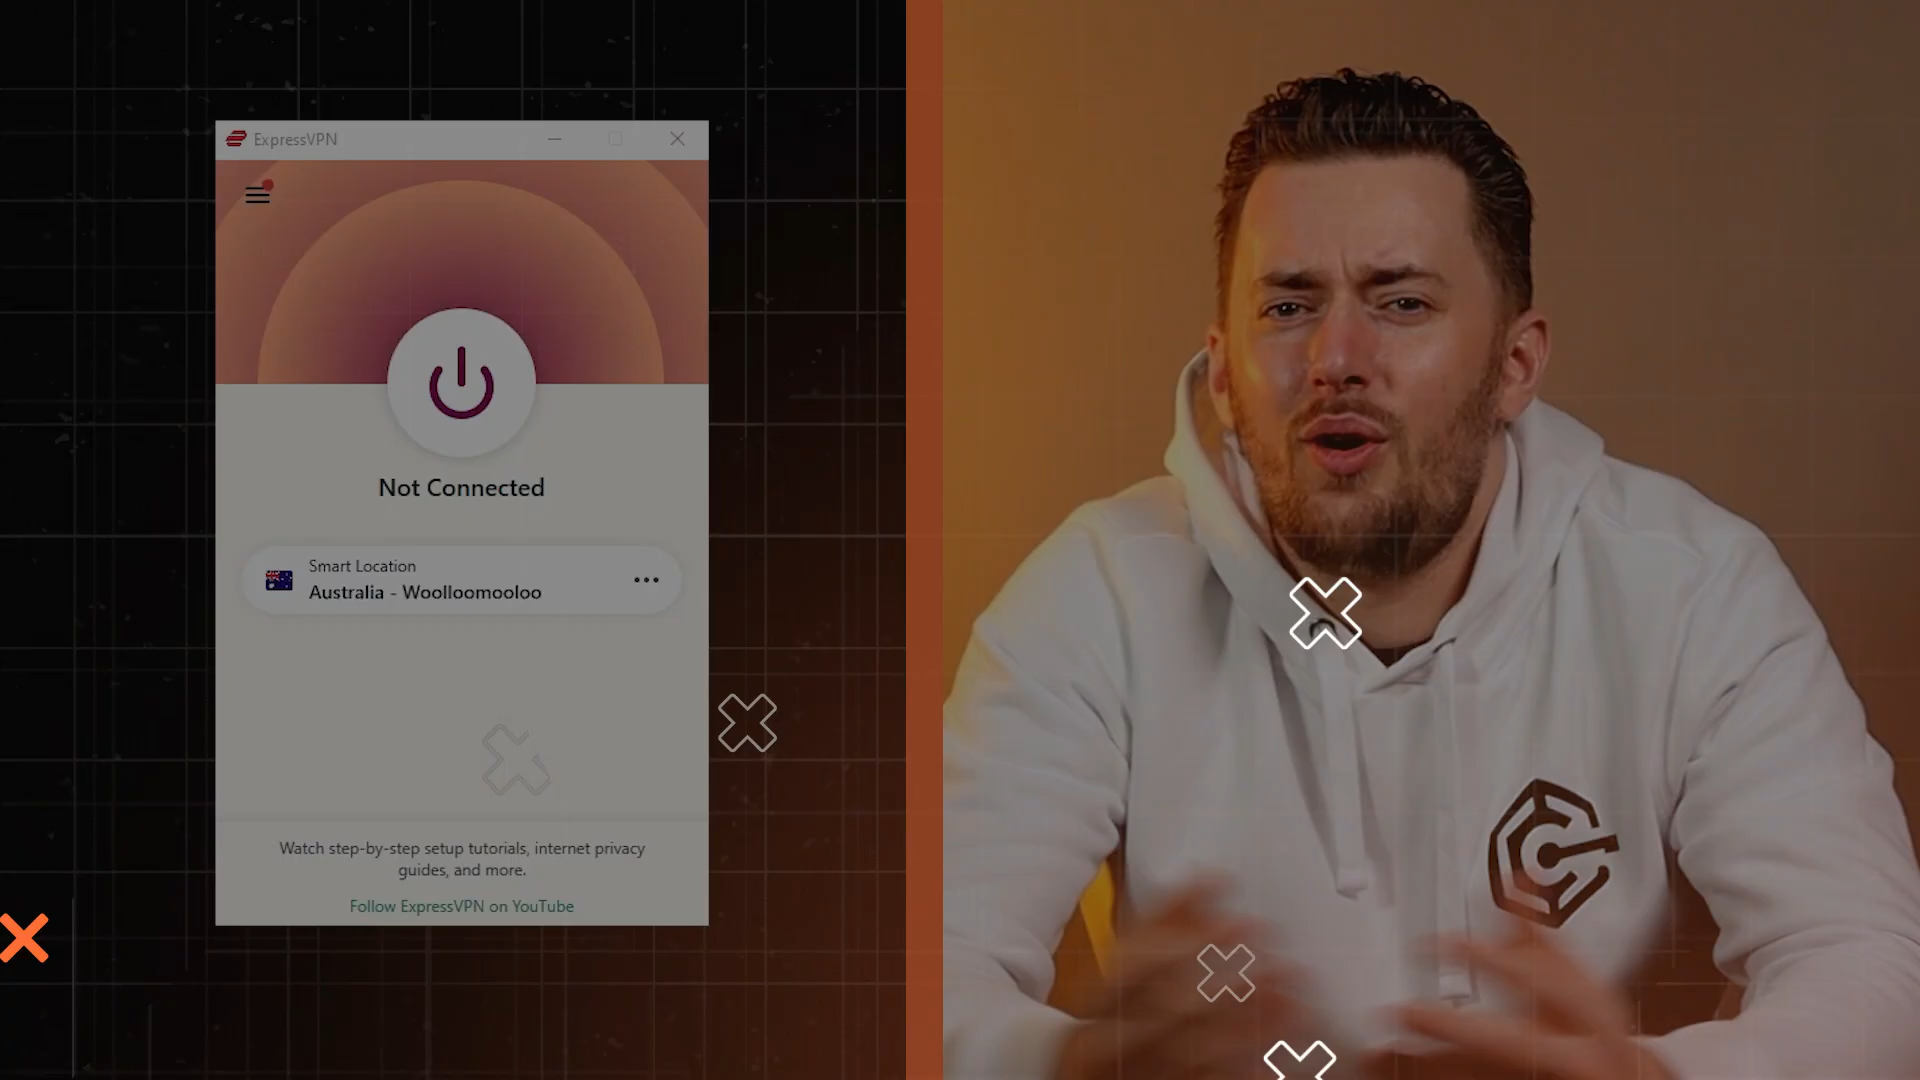 ExpressVPN
Not Connected
Smart Location
Australia - Woolloomooloo
Watch step-by-step setup tutorials, internet privacy
guides, and more.
Follow ExpressVPN on YouTube